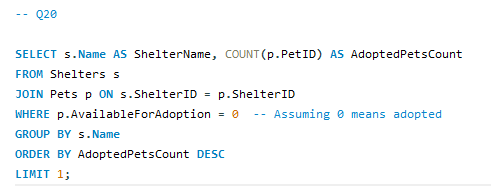 -- Q20
SELECT s.Name AS ShelterName, COUNT(p.PetID) AS AdoptedPetsCount
FROM Shelters s
JOIN Pets p ON s.ShelterID = p.ShelterID
WHERE p.AvailableForAdoption = 0  -- Assuming 0 means adopted
GROUP BY s.Name
ORDER BY AdoptedPetsCount DESC
LIMIT 1;